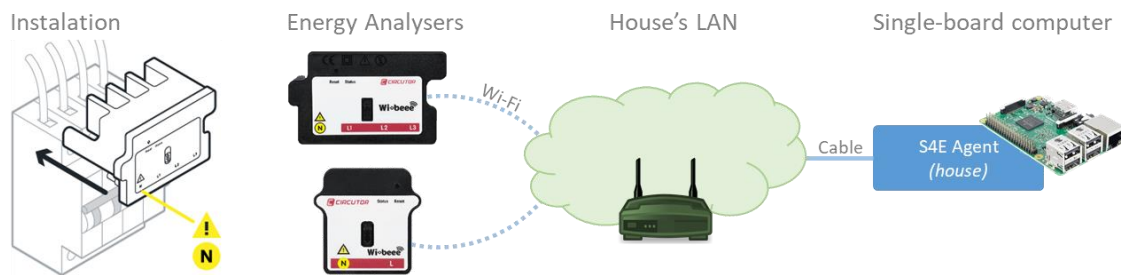 Instalation
Energy Analysers
House's LAN
Single-board computer
N
Reset Status
CIRCUTOR
Wi-beee
N
L1 L2 L3
Wi-Fi
CIRCUTOR
Status Reset
Wi-beee
N
L
Cable
S4E Agent
(house)